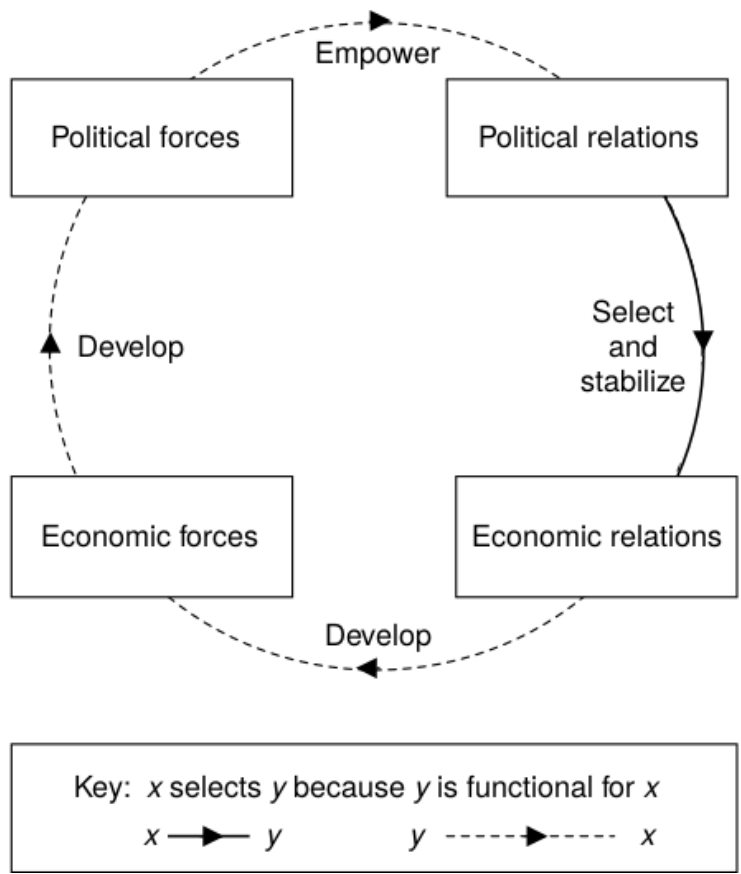 Empower
Political forces
Political relations
Select
and
stabilize
Develop
Economic forces
Economic relations
Develop
Key: x selects y because y is functional for x
x y y x